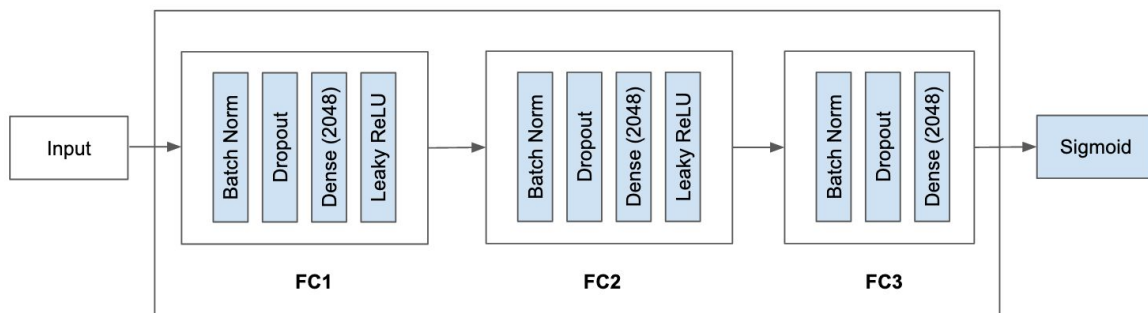 Input
Batch Norm
Dropout
Dense (2048)
Leaky ReLU
FC1
Batch Norm
Dropout
Dense (2048)
Leaky ReLU
FC2
Batch Norm
Dropout
Dense (2048)
FC3
Sigmoid